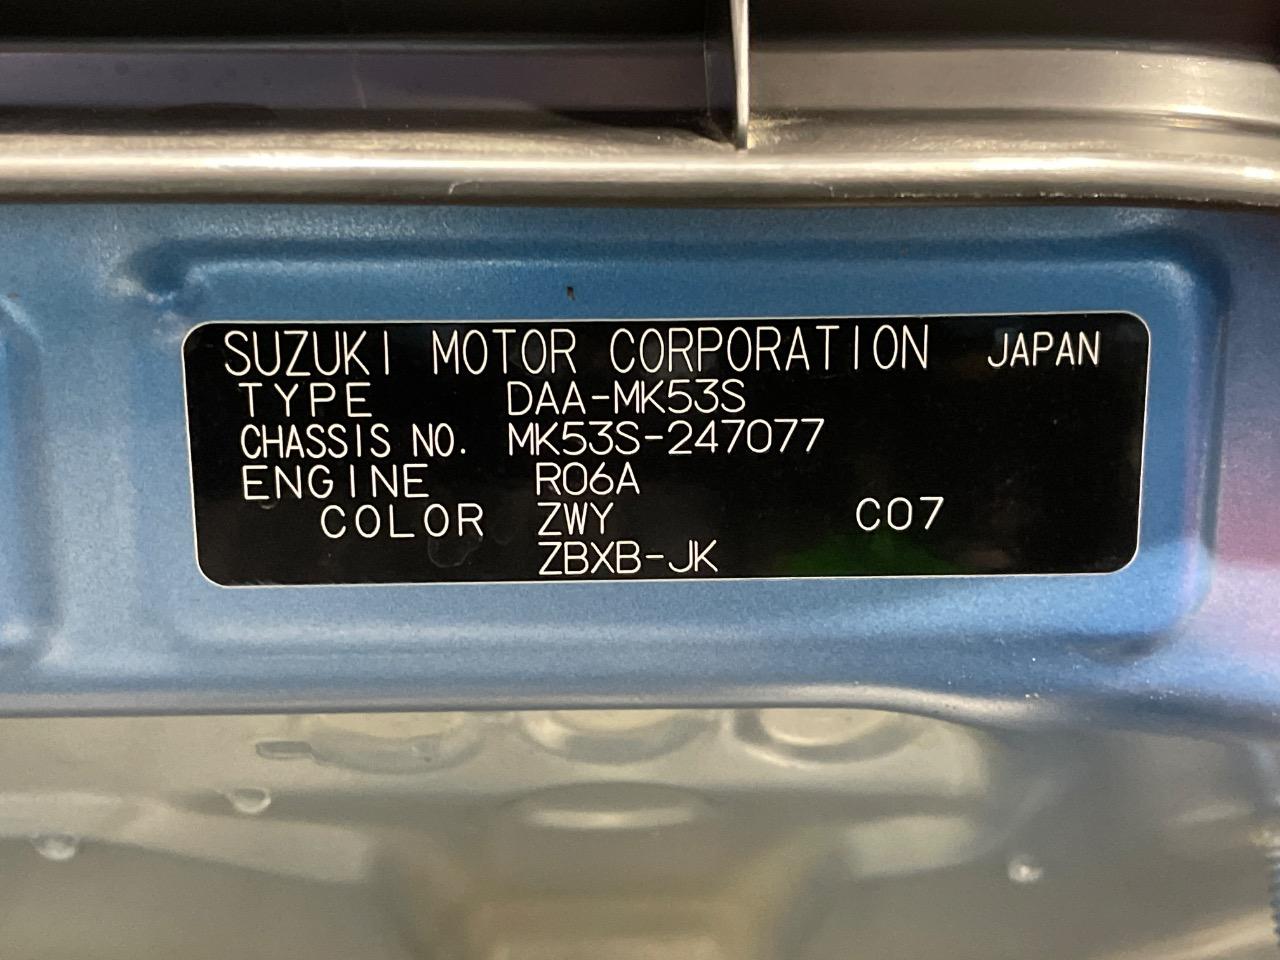 SUZUKI MOTOR CORPORATION JAPAN
TYPE DAA-MK53S
CHASSIS NO. MK53S-247077
ENGINE R06A
COLOR ZWY C07
ZBXB-JK